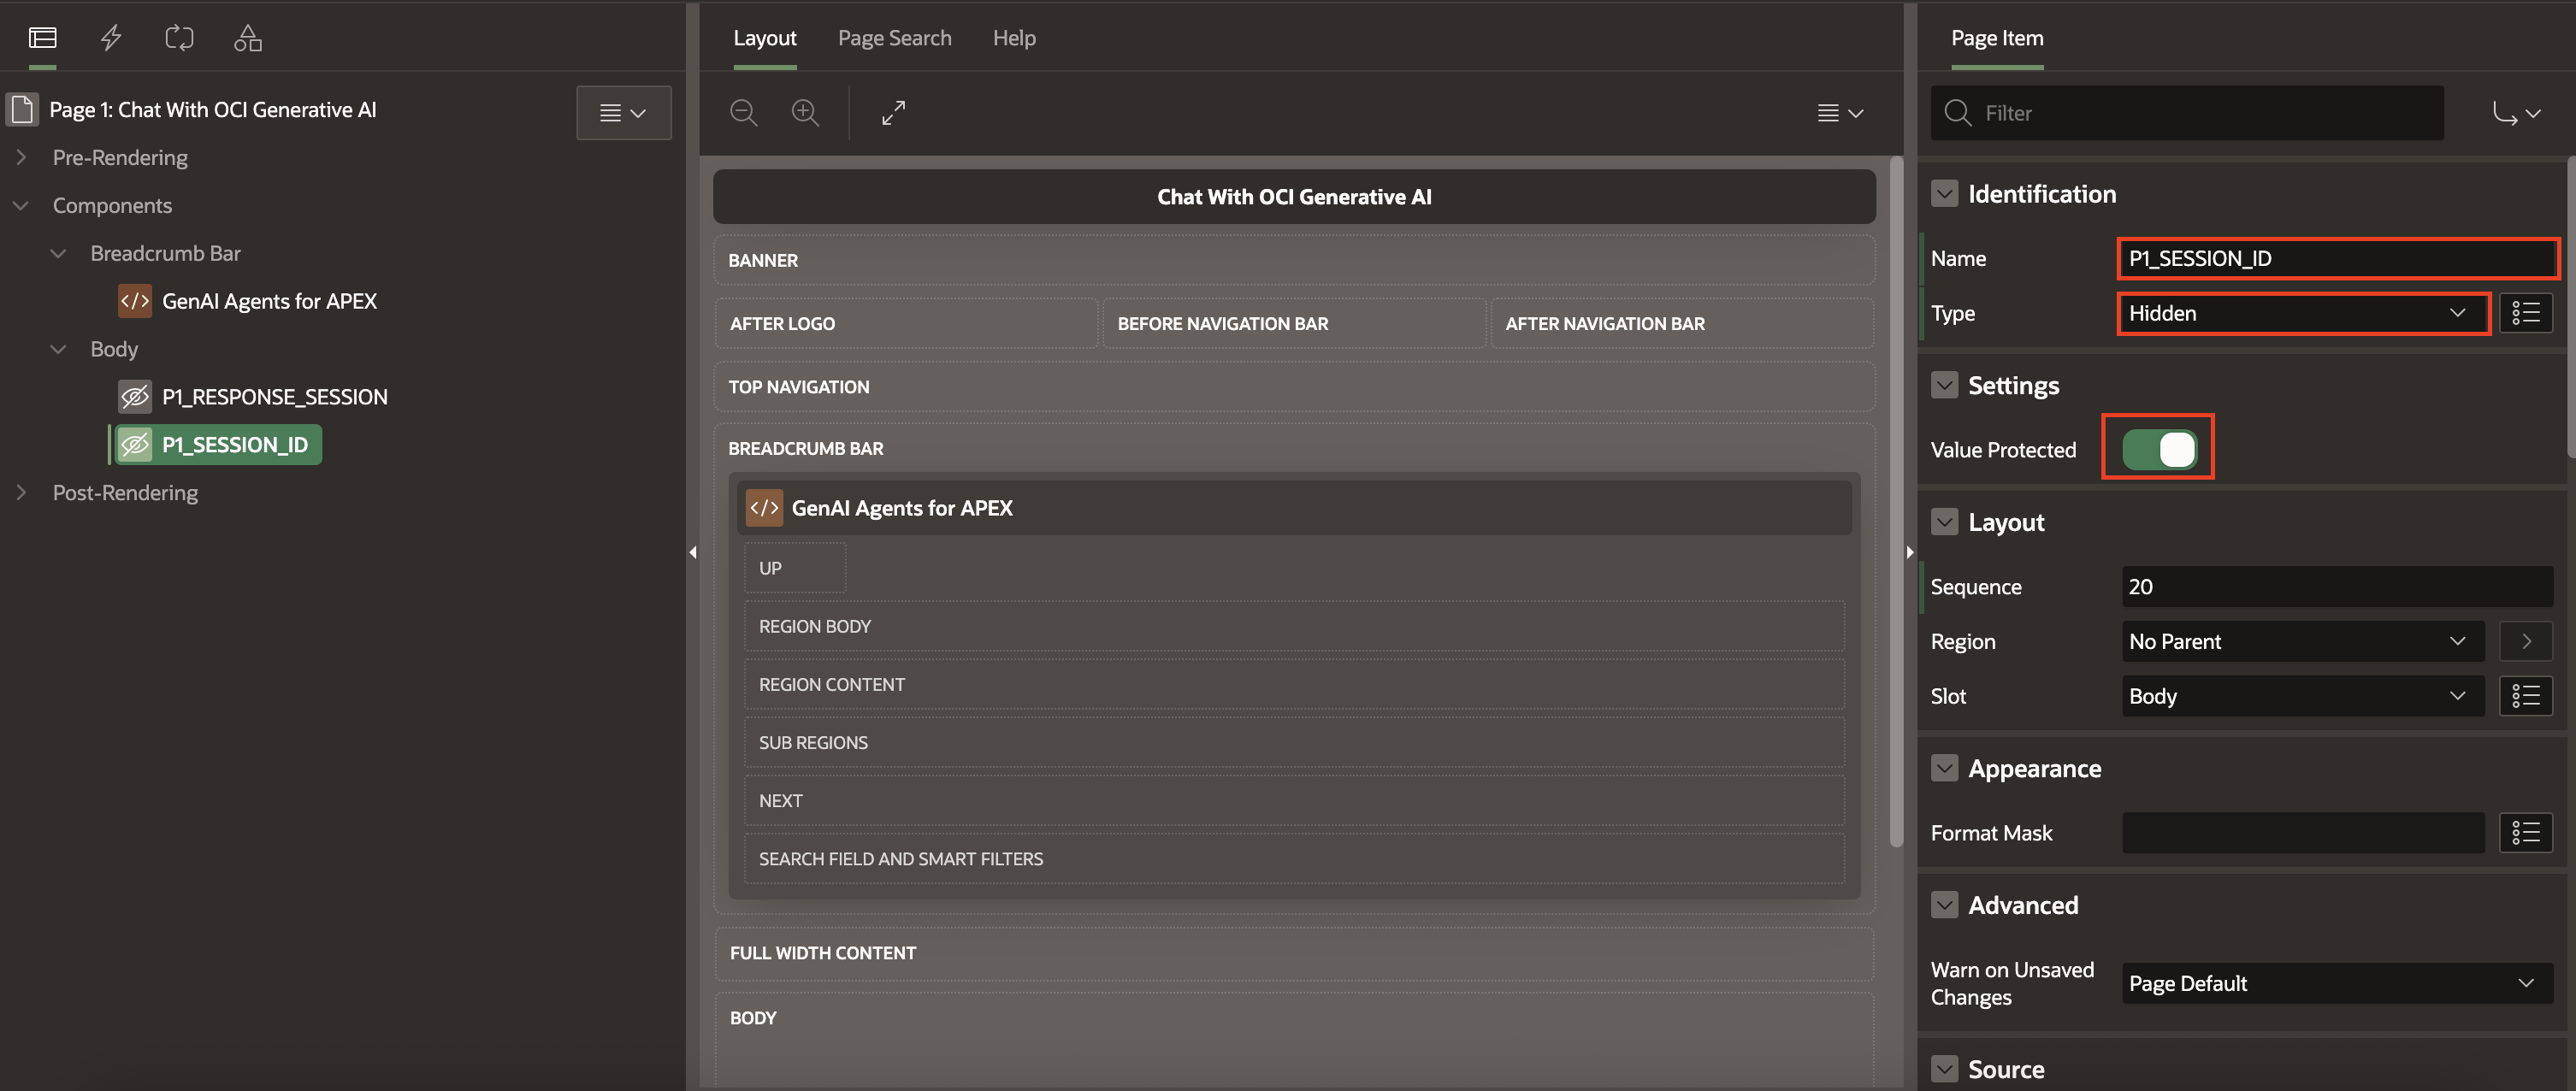 Page 1: Chat With OCI Generative AI
Pre-Rendering
Components
Breadcrumb Bar
</> GenAI Agents for APEX
Body
P1_RESPONSE_SESSION
P1_SESSION_ID
Post-Rendering
Layout Page Search Help
Chat With OCI Generative AI
BANNER
AFTER LOGO BEFORE NAVIGATION BAR AFTER NAVIGATION BAR
TOP NAVIGATION
BREADCRUMB BAR
</> GenAI Agents for APEX
UP
REGION BODY
REGION CONTENT
SUB REGIONS
NEXT
SEARCH FIELD AND SMART FILTERS
FULL WIDTH CONTENT
BODY
Page Item
Filter
Identification
Name P1_SESSION_ID
Type Hidden
Settings
Value Protected
Layout
Sequence 20
Region No Parent
Slot Body
Appearance
Format Mask
Advanced
Warn on Unsaved
Changes Page Default
Source